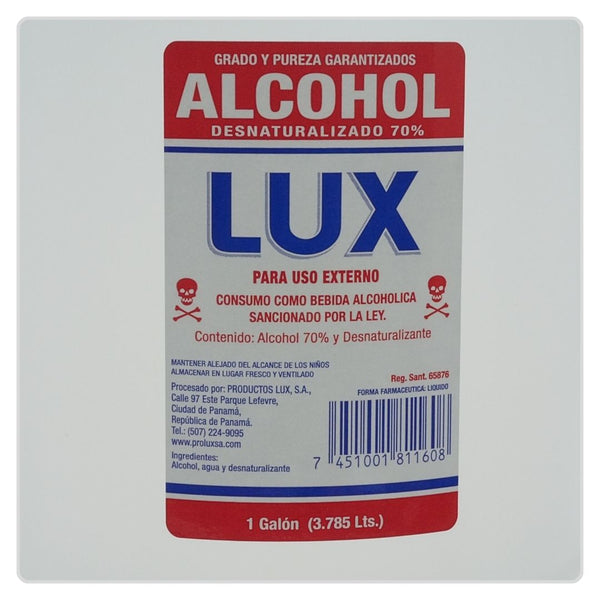 GRADO Y PUREZA GARANTIZADOS
ALCOHOL
DESNATURALIZADO 70%
LUX
PARA USO EXTERNO
CONSUMO COMO BEBIDA ALCOHOLICA
SANCIONADO POR LA LEY.
Contenido: Alcohol 70% y Desnaturalizante
MANTENER ALEJADO DEL ALCANCE DE LOS NIÑOS
ALMACENAR EN LUGAR FRESCO Y VENTILADO
Procesado por: PRODUCTOS LUX, S.A.,
Calle 97 Este Parque Lefevre,
Ciudad de Panamá,
República de Panamá.
Tel.: (507) 224-9095
www.proluxsa.com
Ingredientes:
Alcohol, agua y desnaturalizante
Reg. Sant. 65876
FORMA FARMACEUTICA: LIQUIDO
7 451001 811608
1 Galón (3.785 Lts.)